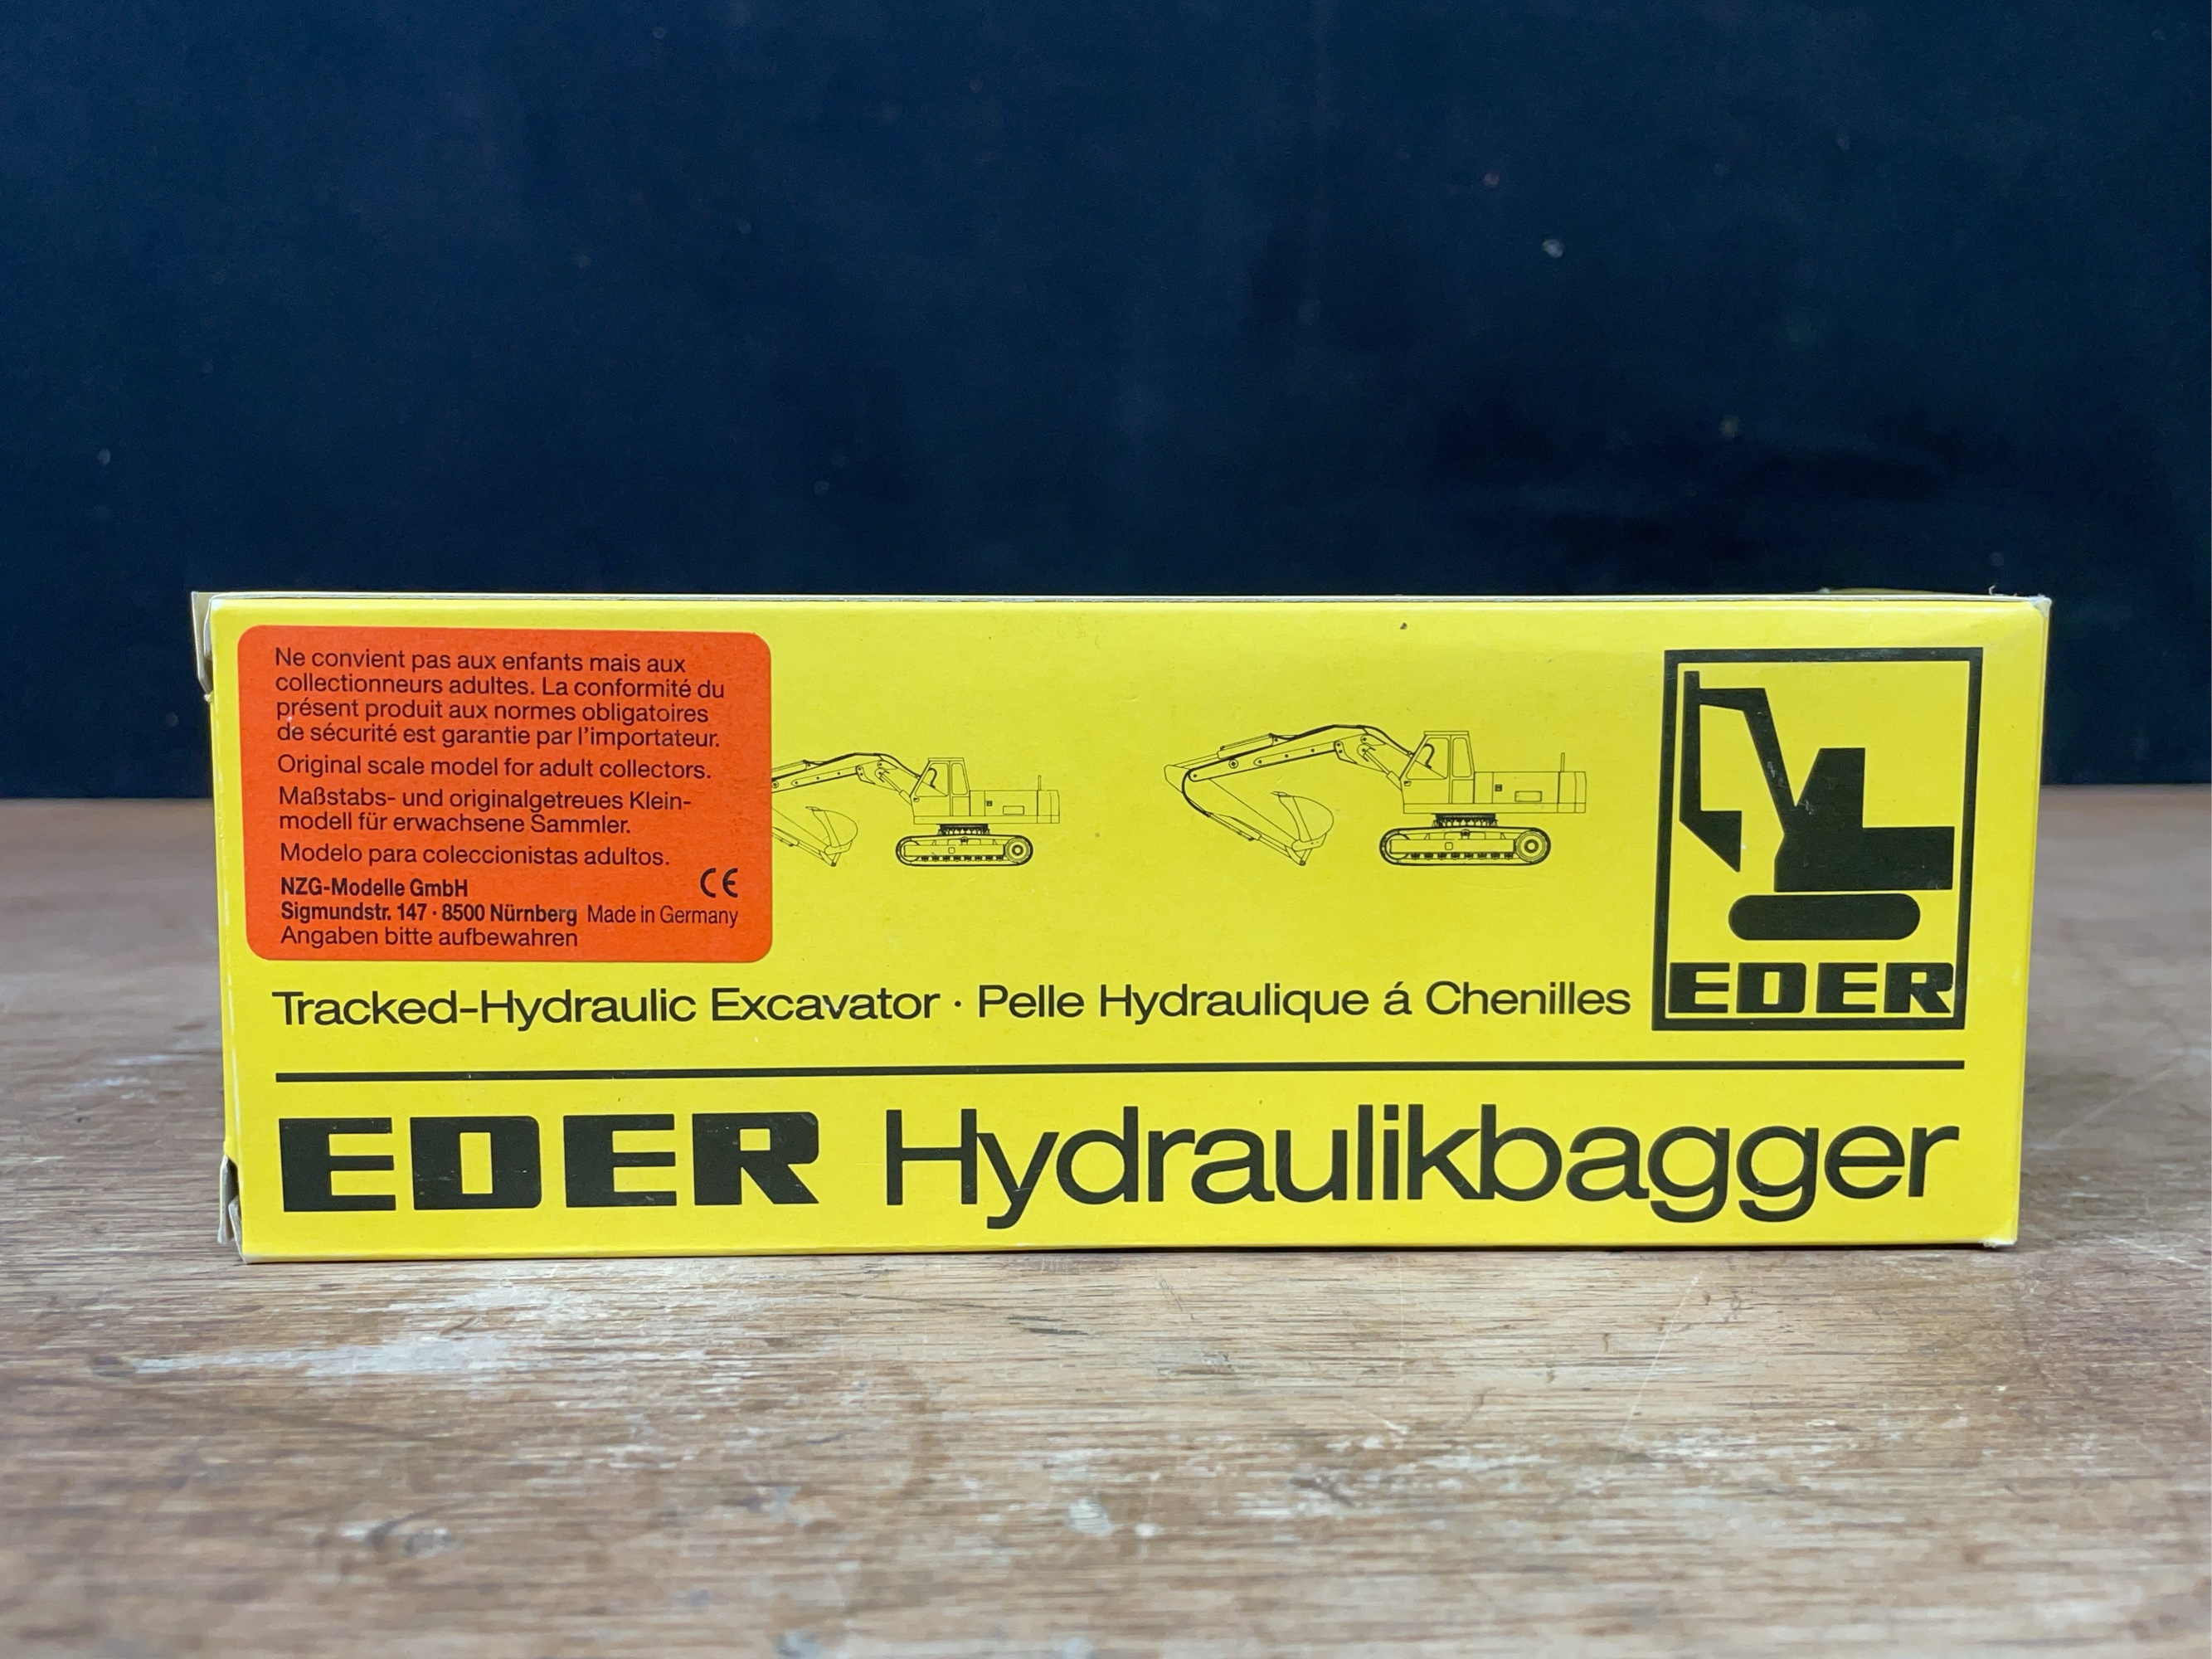 Ne convient pas aux enfants mais aux
collectionneurs adultes. La conformité du
présent produit aux normes obligatoires
de sécurité est garantie par l'importateur.
Original scale model for adult collectors.
Maßstabs- und originalgetreues Klein-
modell für erwachsene Sammler.
Modelo para coleccionistas adultos.
NZG-Modelle GmbH CE
Sigmundstr. 147 · 8500 Nürnberg Made in Germany
Angaben bitte aufbewahren
EDER
Tracked-Hydraulic Excavator · Pelle Hydraulique á Chenilles
EDER Hydraulikbagger